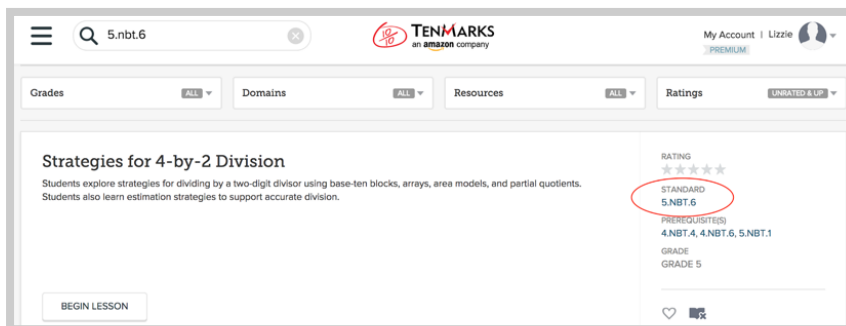 5.nbt.6
10/10 TENMARKS
an amazon company
My Account | Lizzie
PREMIUM
Grades ALL
Domains ALL
Resources ALL
Ratings UNRATED & UP
Strategies for 4-by-2 Division
Students explore strategies for dividing by a two-digit divisor using base-ten blocks, arrays, area models, and partial quotients.
Students also learn estimation strategies to support accurate division.
RATING
STANDARD
5.NBT.6
PREREQUISITE(S)
4.NBT.4, 4.NBT.6, 5.NBT.1
GRADE
GRADE 5
BEGIN LESSON